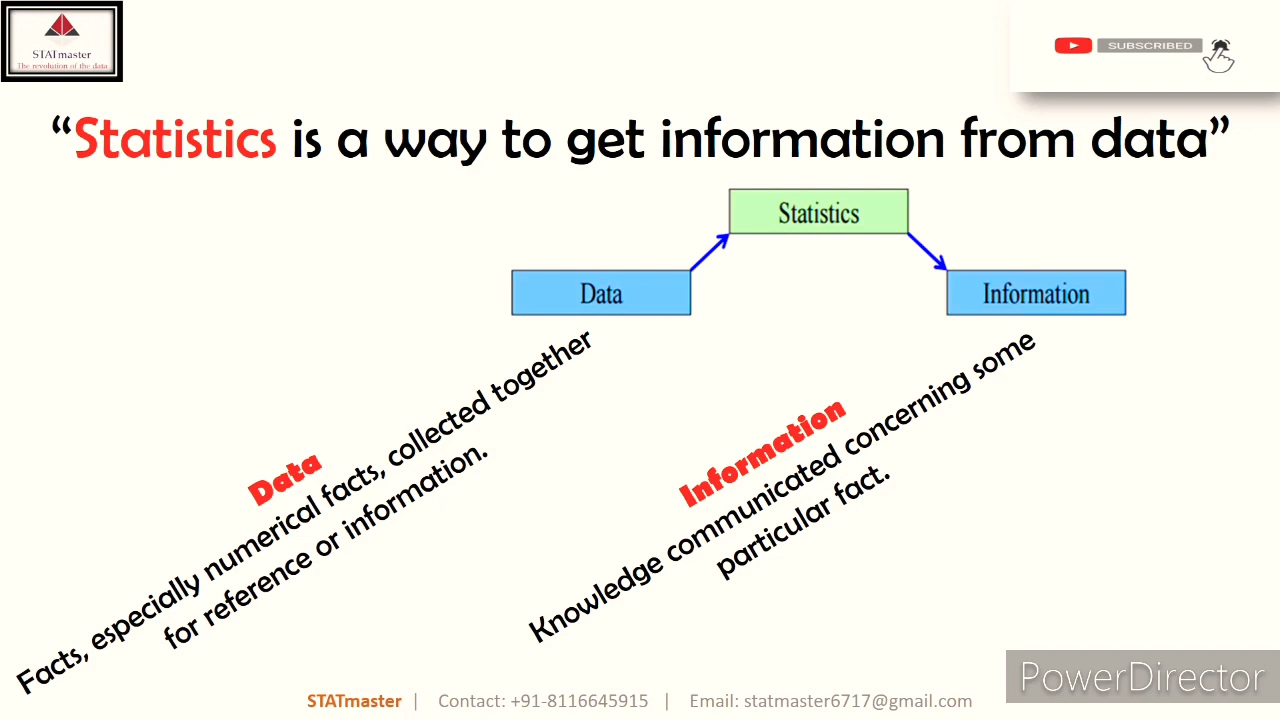 STATmaster
The revolution of the data
SUBSCRIBED
“Statistics is a way to get information from data”
Statistics
Data
Information
Data
Facts, especially numerical facts, collected together
for reference or information.
Information
Knowledge communicated concerning some
particular fact.
PowerDirector
STATmaster | Contact: +91-8116645915 | Email: statmaster6717@gmail.com